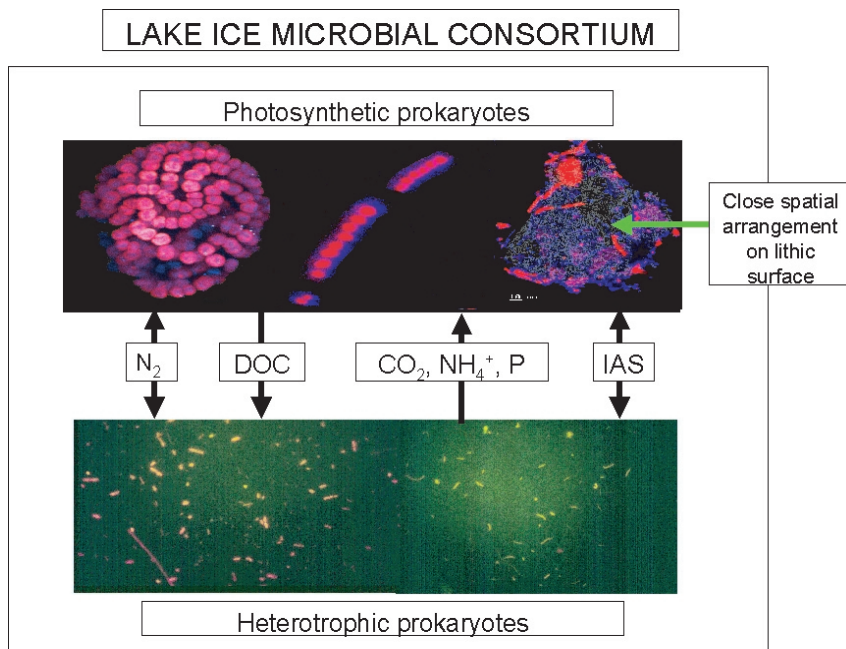 LAKE ICE MICROBIAL CONSORTIUM
Photosynthetic prokaryotes
Close spatial
arrangement
on lithic
surface
N₂
DOC
CO₂, NH₄⁺, P
IAS
Heterotrophic prokaryotes